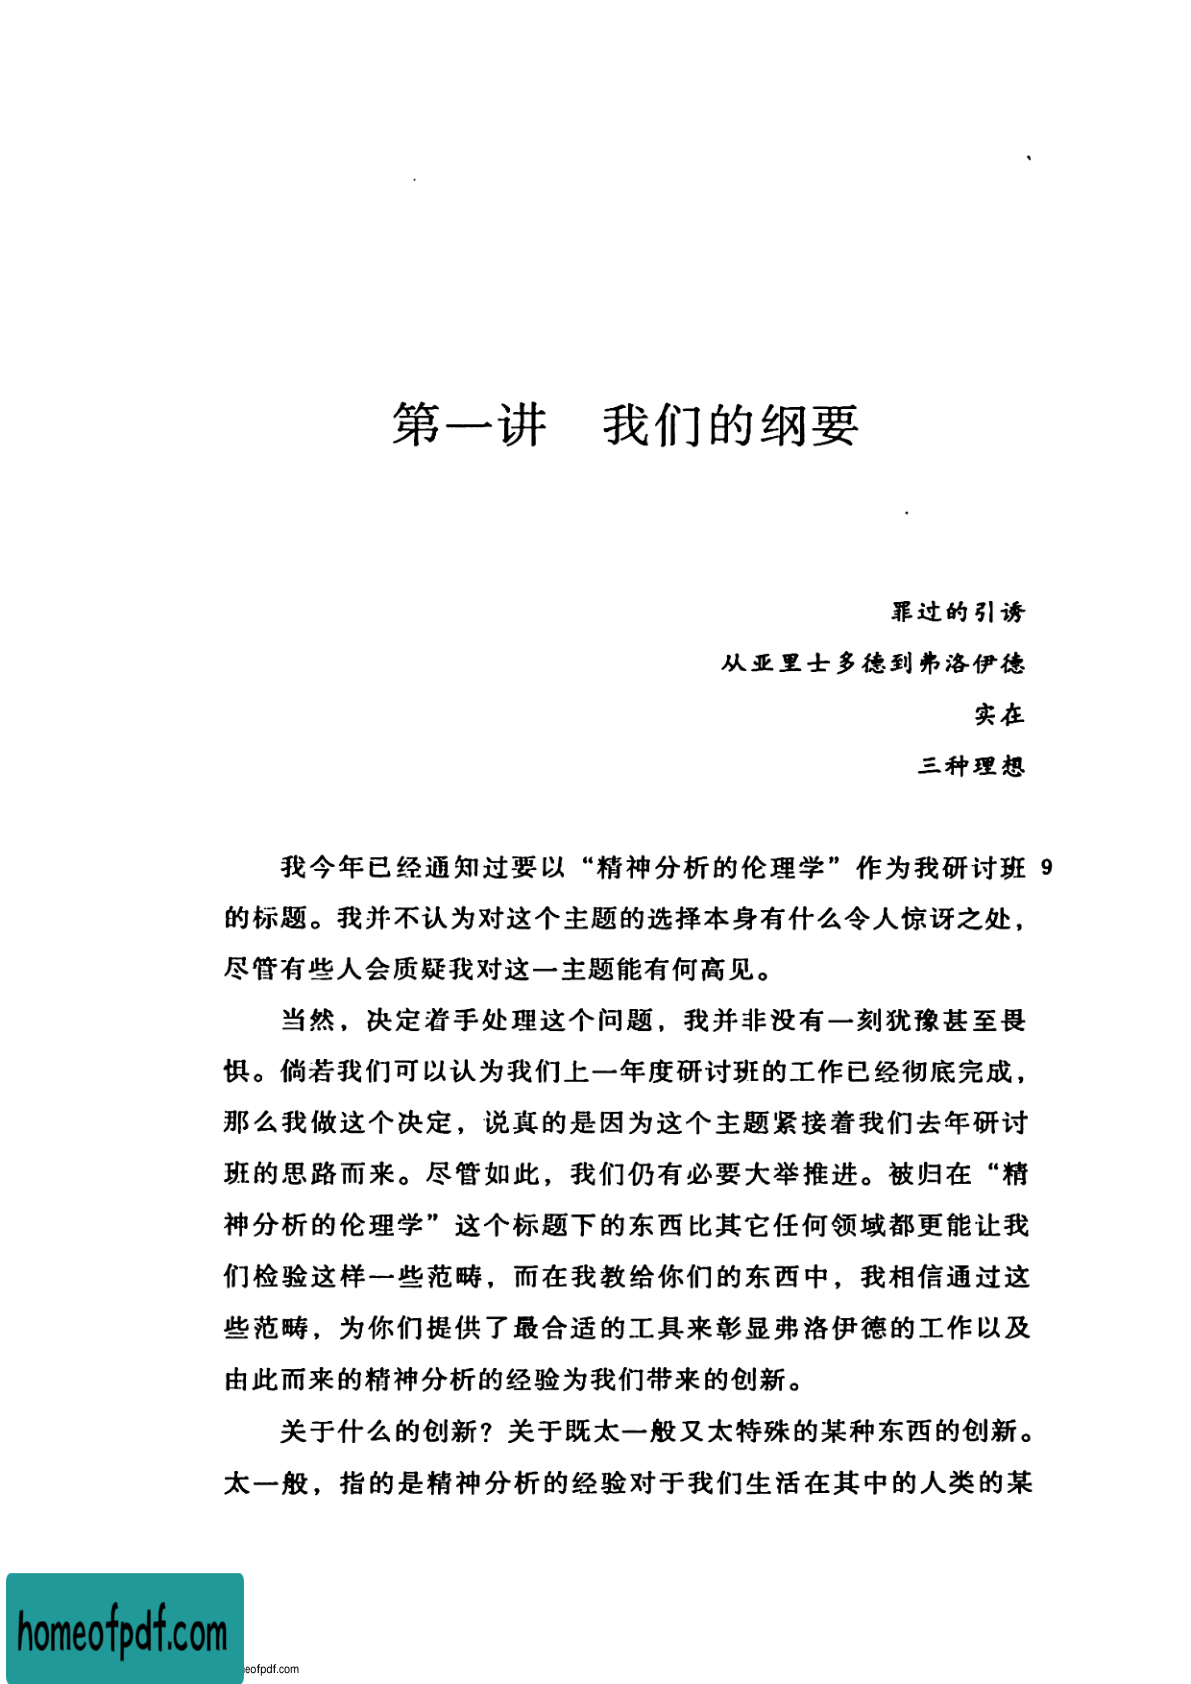 第一讲　我们的纲要
罪过的引诱
从亚里士多德到弗洛伊德
实在
三种理想
我今年已经通知过要以“精神分析的伦理学”作为我研讨班 9
的标题。我并不认为对这个主题的选择本身有什么令人惊讶之处，
尽管有些人会质疑我对这一主题能有何高见。
当然，决定着手处理这个问题，我并非没有一刻犹豫甚至畏
惧。倘若我们可以认为我们上一年度研讨班的工作已经彻底完成，
那么我做这个决定，说真的是因为这个主题紧接着我们去年研讨
班的思路而来。尽管如此，我们仍有必要大举推进。被归在“精
神分析的伦理学”这个标题下的东西比其它任何领域都更能让我
们检验这样一些范畴，而在我教给你们的东西中，我相信通过这
些范畴，为你们提供了最合适的工具来彰显弗洛伊德的工作以及
由此而来的精神分析的经验为我们带来的创新。
关于什么的创新？关于既太一般又太特殊的某种东西的创新。
太一般，指的是精神分析的经验对于我们生活在其中的人类的某
homeofpdf.com
eofpdf.com